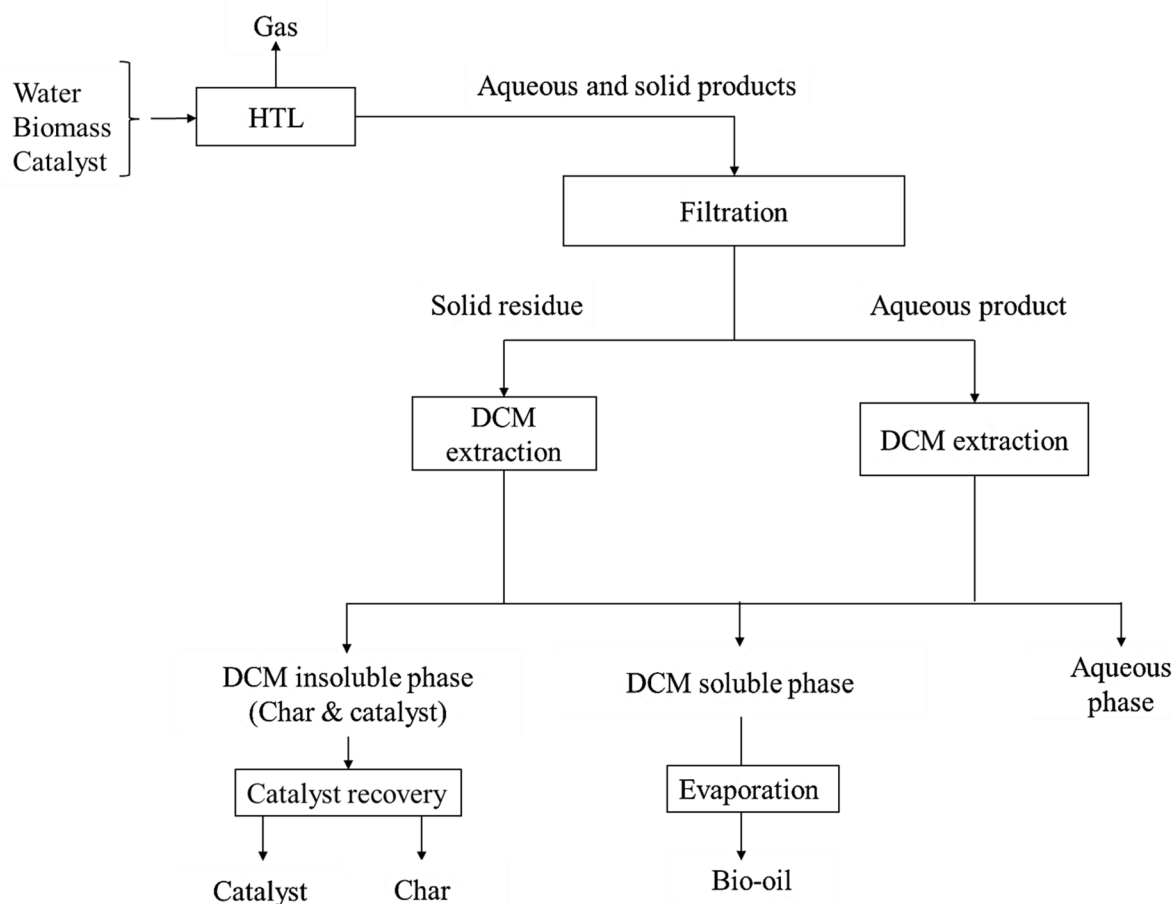 Gas
Water
Biomass
Catalyst
HTL
Aqueous and solid products
Filtration
Solid residue
Aqueous product
DCM
extraction
DCM extraction
DCM insoluble phase
(Char & catalyst)
DCM soluble phase
Aqueous
phase
Catalyst recovery
Evaporation
Catalyst
Char
Bio-oil